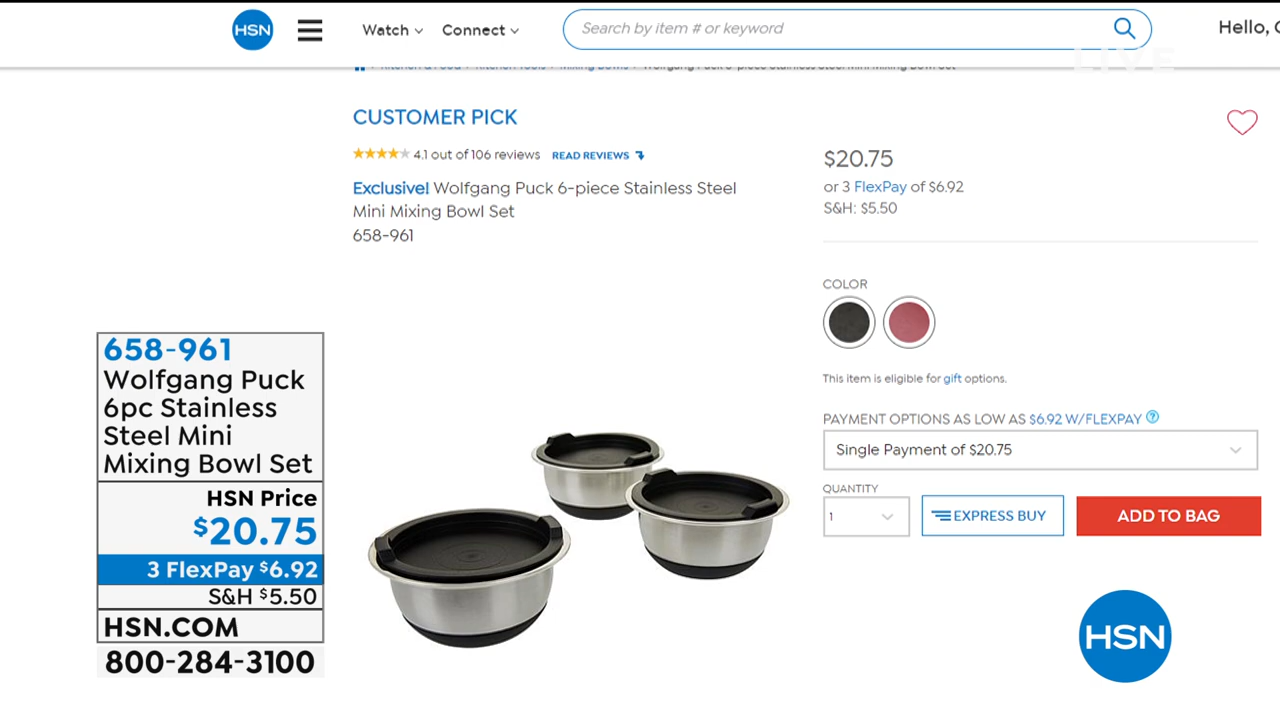 HSN
Watch
Connect
Search by item # or keyword
Hello,
LIVE
CUSTOMER PICK
4.1 out of 106 reviews READ REVIEWS
Exclusive! Wolfgang Puck 6-piece Stainless Steel
Mini Mixing Bowl Set
658-961
$20.75
or 3 FlexPay of $6.92
S&H: $5.50
COLOR
This item is eligible for gift options.
PAYMENT OPTIONS AS LOW AS $6.92 W/FLEXPAY ?
Single Payment of $20.75
QUANTITY
1
EXPRESS BUY
ADD TO BAG
658-961
Wolfgang Puck
6pc Stainless
Steel Mini
Mixing Bowl Set
HSN Price
$20.75
3 FlexPay $6.92
S&H $5.50
HSN.COM
800-284-3100
HSN